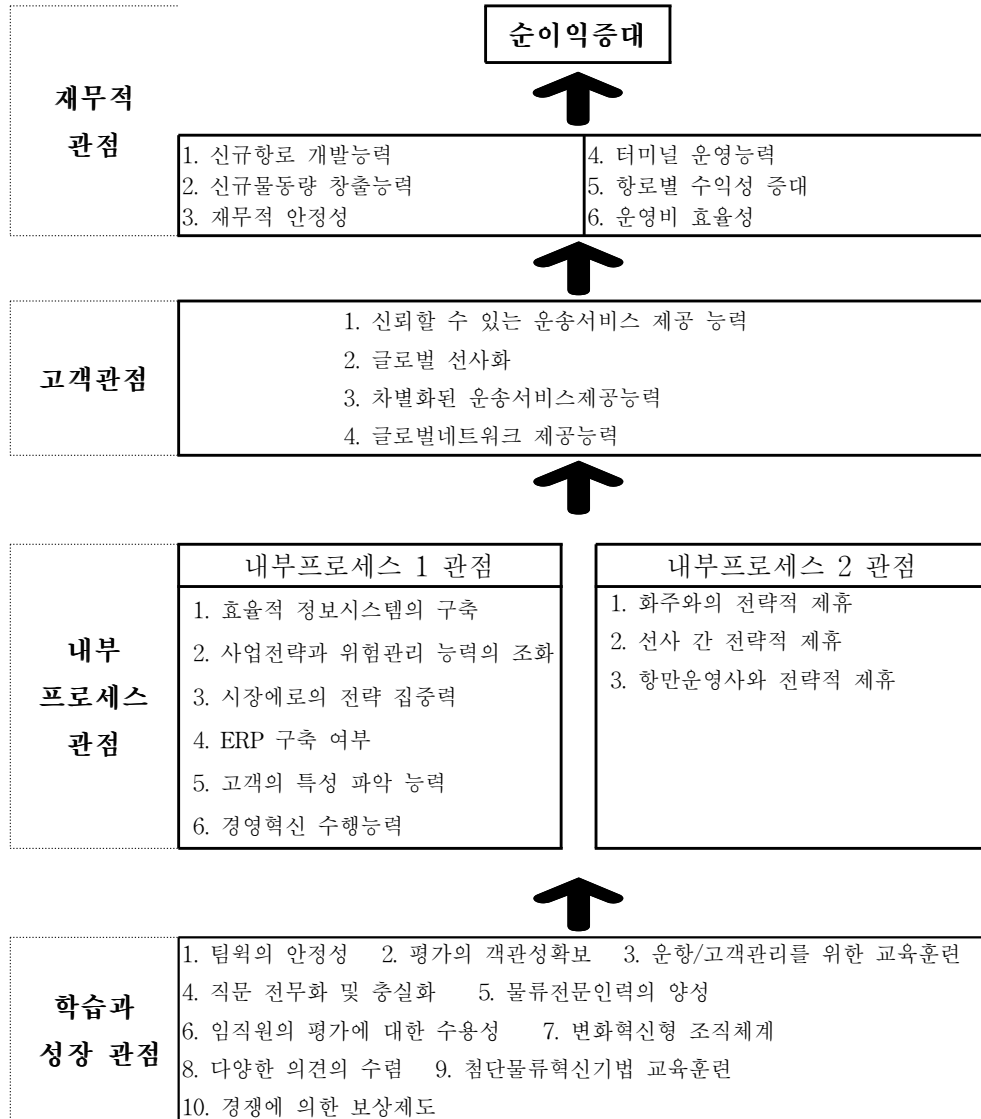 순이익증대
재무적
관점
1. 신규항로 개발능력
2. 신규물동량 창출능력
3. 재무적 안정성
4. 터미널 운영능력
5. 항로별 수익성 증대
6. 운영비 효율성
고객관점
1. 신뢰할 수 있는 운송서비스 제공 능력
2. 글로벌 선사화
3. 차별화된 운송서비스제공능력
4. 글로벌네트워크 제공능력
내부
프로세스
관점
내부프로세스 1 관점
1. 효율적 정보시스템의 구축
2. 사업전략과 위험관리 능력의 조화
3. 시장에로의 전략 집중력
4. ERP 구축 여부
5. 고객의 특성 파악 능력
6. 경영혁신 수행능력
내부프로세스 2 관점
1. 화주와의 전략적 제휴
2. 선사 간 전략적 제휴
3. 항만운영사와 전략적 제휴
학습과
성장 관점
1. 팀웍의 안정성 2. 평가의 객관성확보 3. 운항/고객관리를 위한 교육훈련
4. 직문 전무화 및 충실화 5. 물류전문인력의 양성
6. 임직원의 평가에 대한 수용성 7. 변화혁신형 조직체계
8. 다양한 의견의 수렴 9. 첨단물류혁신기법 교육훈련
10. 경쟁에 의한 보상제도